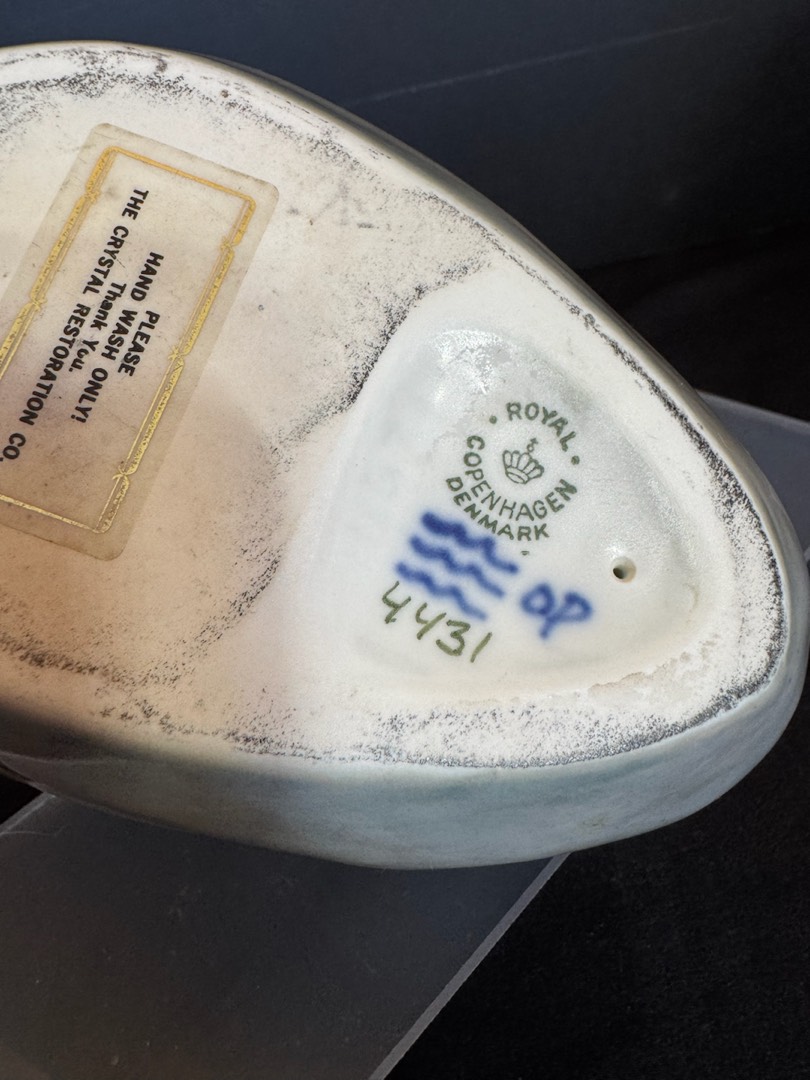 PLEASE
HAND WASH ONLY!
Thank You.
THE CRYSTAL RESTORATION CO.
ROYAL
COPENHAGEN
DENMARK
OP
4431